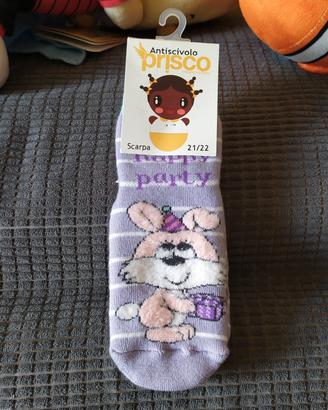 Antiscivolo
prisco
Scarpa 21/22
happy
party